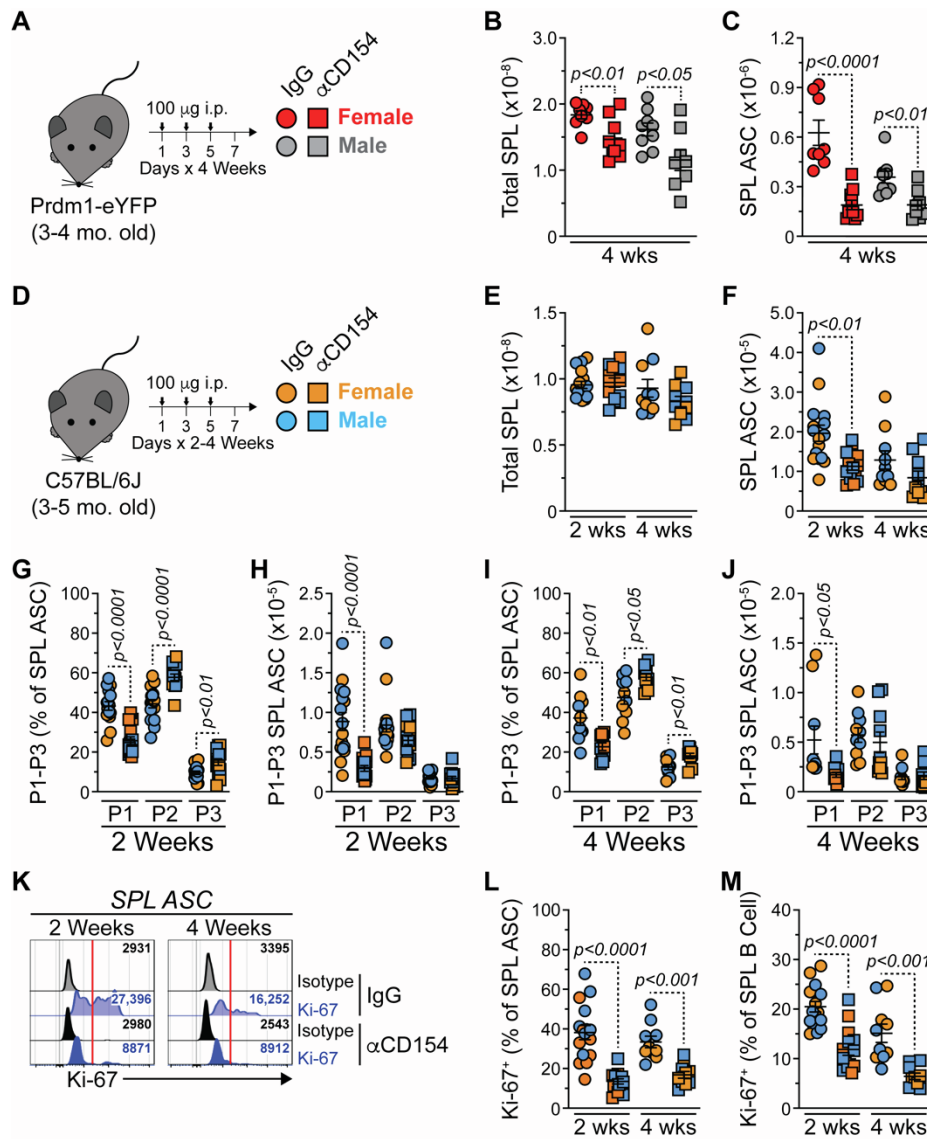 A
100 μg i.p.
1 3 5 7
Days x 4 Weeks
Prdm1-eYFP
(3-4 mo. old)
IgG
αCD154
Female
Male
B
Total SPL (x10-8)
3.0
2.0
1.0
0
p<0.01
p<0.05
4 wks
C
SPL ASC (x10-6)
1.2
0.9
0.6
0.3
0
p<0.0001
p<0.01
4 wks
D
100 μg i.p.
1 3 5 7
Days x 2-4 Weeks
C57BL/6J
(3-5 mo. old)
IgG
αCD154
Female
Male
E
Total SPL (x10-8)
1.5
1.0
0.5
0
2 wks 4 wks
F
SPL ASC (x10-5)
5.0
4.0
3.0
2.0
1.0
0
p<0.01
2 wks 4 wks
G
P1-P3 (% of SPL ASC)
100
80
60
40
20
0
p<0.0001
p<0.0001
p<0.01
P1 P2 P3
2 Weeks
H
P1-P3 SPL ASC (x10-5)
2.5
2.0
1.5
1.0
0.5
0
p<0.0001
P1 P2 P3
2 Weeks
I
P1-P3 (% of SPL ASC)
100
80
60
40
20
0
p<0.01
p<0.05
p<0.01
P1 P2 P3
4 Weeks
J
P1-P3 SPL ASC (x10-5)
2.0
1.5
1.0
0.5
0
p<0.05
P1 P2 P3
4 Weeks
K
SPL ASC
2 Weeks 4 Weeks
2931 3395
Isotype
27,396 16,252
Ki-67
IgG
2980 2543
Isotype
8871 8912
Ki-67
αCD154
Ki-67
L
Ki-67+ (% of SPL ASC)
100
80
60
40
20
0
p<0.0001
p<0.001
2 wks 4 wks
M
Ki-67+ (% of SPL B Cell)
40
30
20
10
0
p<0.0001
p<0.001
2 wks 4 wks